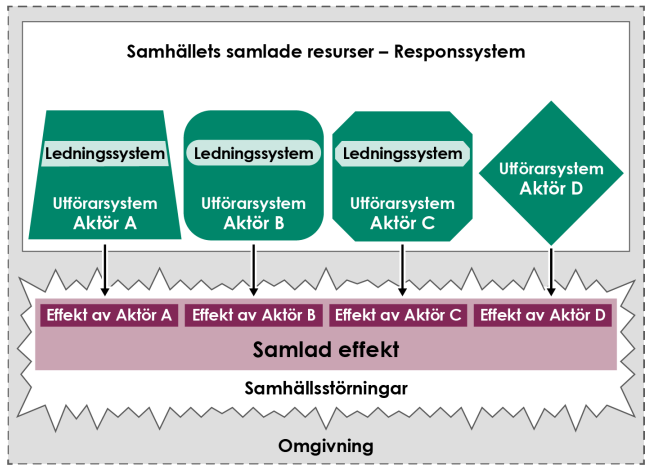 Samhällets samlade resurser – Responssystem
Ledningssystem
Utförarsystem
Aktör A
Ledningssystem
Utförarsystem
Aktör B
Ledningssystem
Utförarsystem
Aktör C
Utförarsystem
Aktör D
Effekt av Aktör A
Effekt av Aktör B
Effekt av Aktör C
Effekt av Aktör D
Samlad effekt
Samhällsstörningar
Omgivning